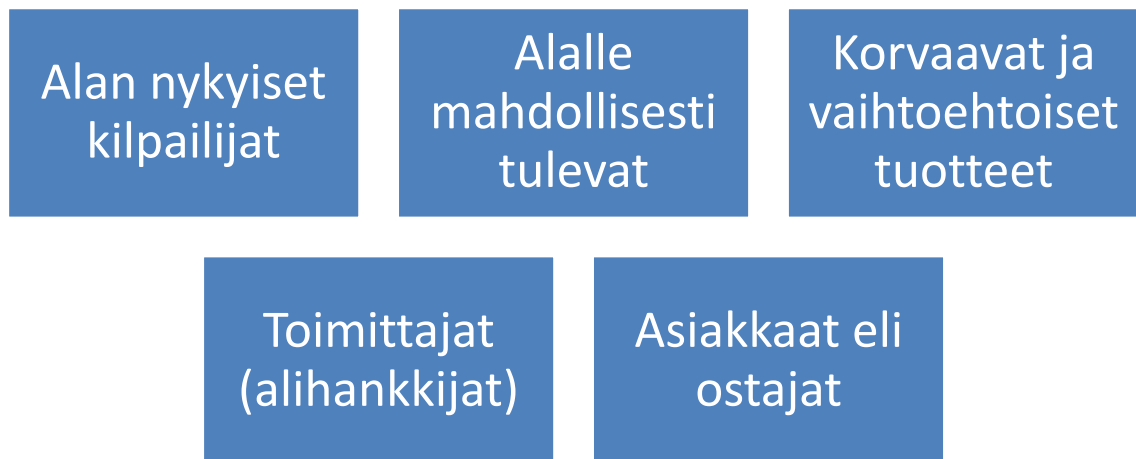 Alan nykyiset
kilpailijat
Alalle
mahdollisesti
tulevat
Korvaavat ja
vaihtoehtoiset
tuotteet
Toimittajat
(alihankkijat)
Asiakkaat eli
ostajat